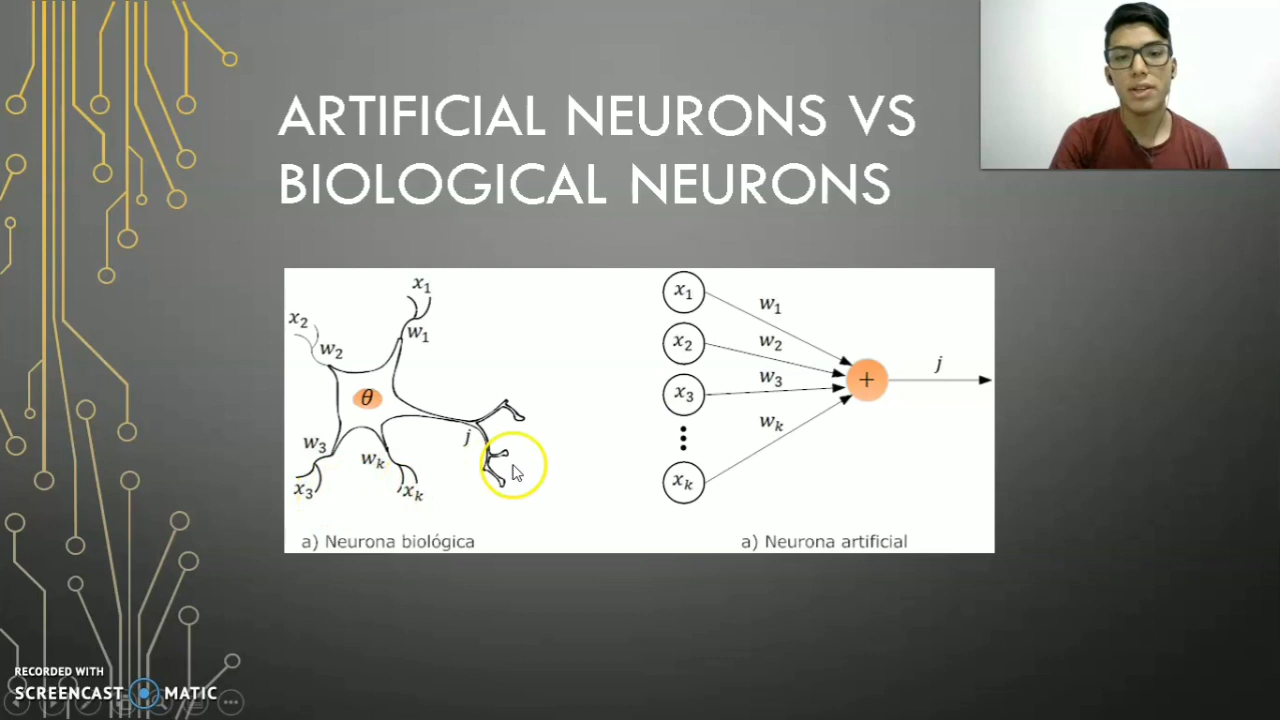 ARTIFICIAL NEURONS VS
BIOLOGICAL NEURONS
x₁
x₂
w₁
w₂
θ
w₃
j
wₖ
x₃
xₖ
a) Neurona biológica
x₁
w₁
x₂
w₂
x₃
w₃
+
j
wₖ
xₖ
a) Neurona artificial
RECORDED WITH
SCREENCAST MATIC